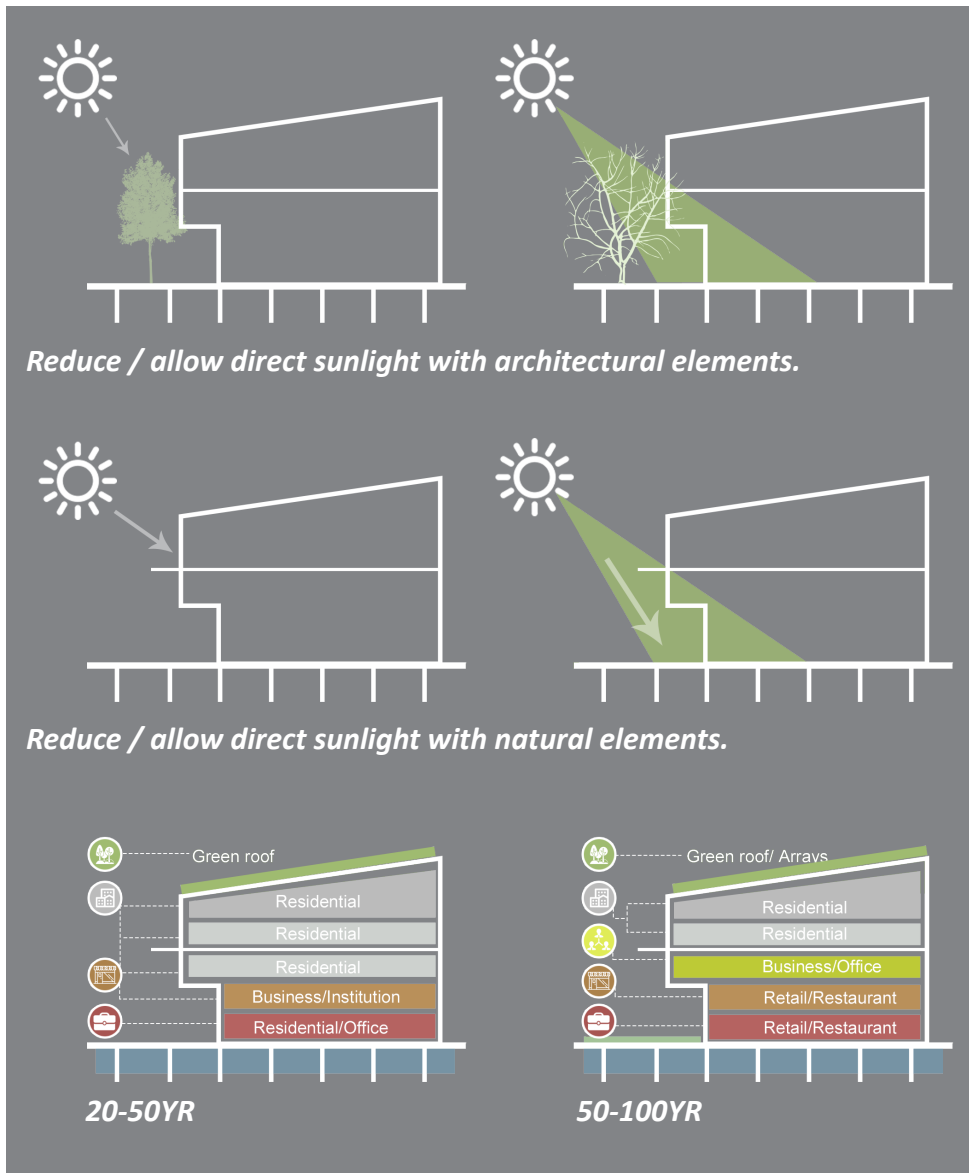 Reduce / allow direct sunlight with architectural elements.
Reduce / allow direct sunlight with natural elements.
Green roof
Residential
Residential
Residential
Business/Institution
Residential/Office
20-50YR
Green roof/ Arrays
Residential
Residential
Business/Office
Retail/Restaurant
Retail/Restaurant
50-100YR